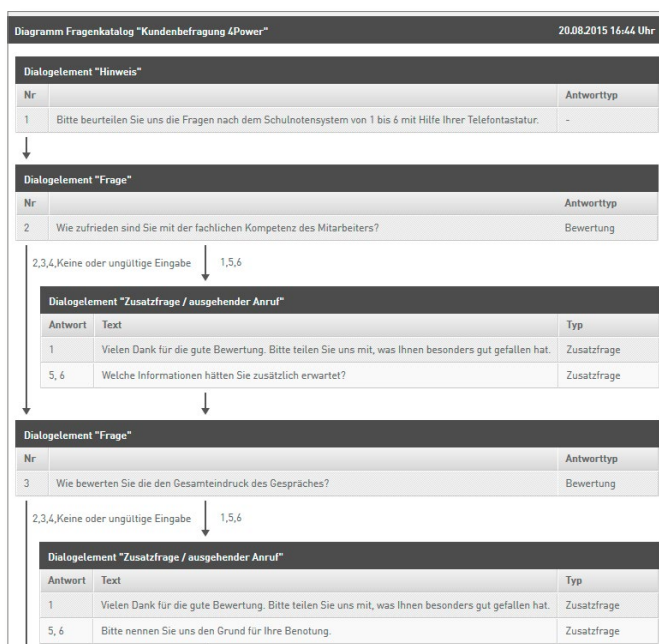 Diagramm Fragenkatalog "Kundenbefragung 4Power" 20.08.2015 16:44 Uhr
Dialogelement "Hinweis"
Nr Antworttyp
1 Bitte beurteilen Sie uns die Fragen nach dem Schulnotensystem von 1 bis 6 mit Hilfe Ihrer Telefontastatur. -
Dialogelement "Frage"
Nr Antworttyp
2 Wie zufrieden sind Sie mit der fachlichen Kompetenz des Mitarbeiters? Bewertung
2,3,4,Keine oder ungültige Eingabe 1,5,6
Dialogelement "Zusatzfrage / ausgehender Anruf"
Antwort Text Typ
1 Vielen Dank für die gute Bewertung. Bitte teilen Sie uns mit, was Ihnen besonders gut gefallen hat. Zusatzfrage
5, 6 Welche Informationen hätten Sie zusätzlich erwartet? Zusatzfrage
Dialogelement "Frage"
Nr Antworttyp
3 Wie bewerten Sie die den Gesamteindruck des Gespräches? Bewertung
2,3,4,Keine oder ungültige Eingabe 1,5,6
Dialogelement "Zusatzfrage / ausgehender Anruf"
Antwort Text Typ
1 Vielen Dank für die gute Bewertung. Bitte teilen Sie uns mit, was Ihnen besonders gut gefallen hat. Zusatzfrage
5, 6 Bitte nennen Sie uns den Grund für Ihre Benotung. Zusatzfrage